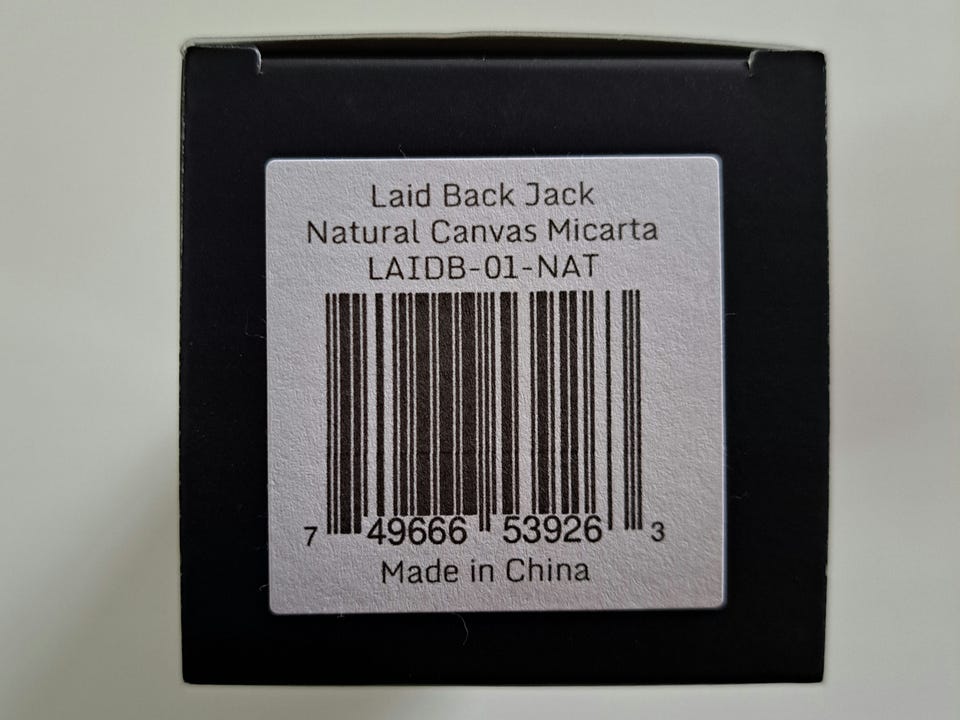 Laid Back Jack
Natural Canvas Micarta
LAIDB-01-NAT
7 49666 53926 3
Made in China